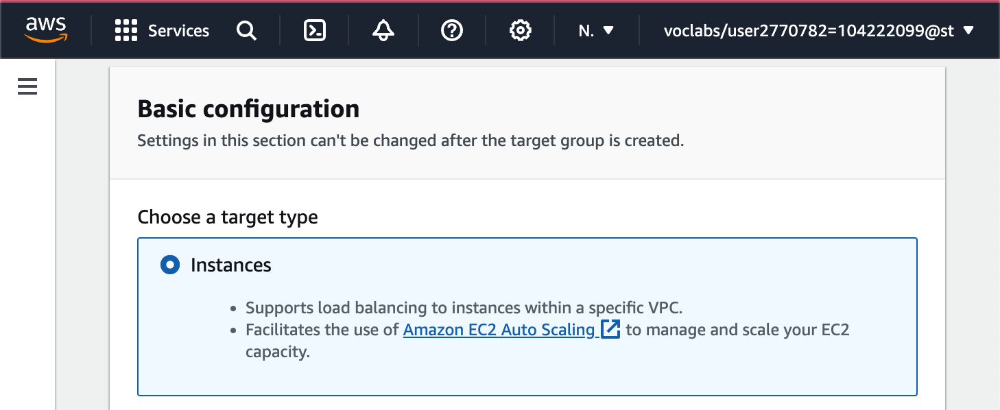 aws Services N. voclabs/user2770782=104222099@st
Basic configuration
Settings in this section can't be changed after the target group is created.
Choose a target type
Instances
• Supports load balancing to instances within a specific VPC.
• Facilitates the use of Amazon EC2 Auto Scaling to manage and scale your EC2
capacity.